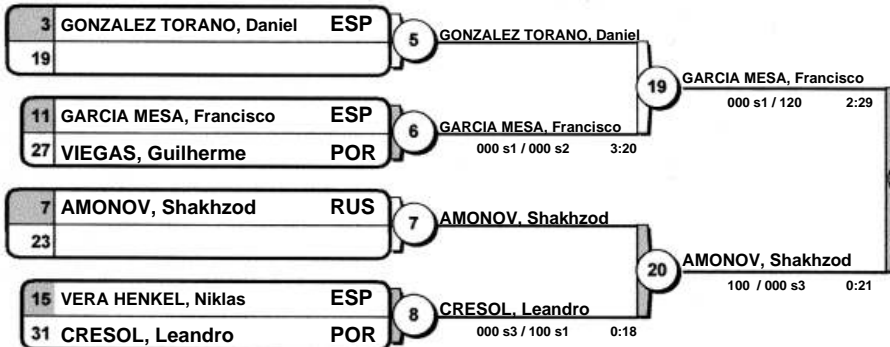 3 GONZALEZ TORANO, Daniel ESP
19
5 GONZALEZ TORANO, Daniel
11 GARCIA MESA, Francisco ESP
27 VIEGAS, Guilherme POR
6 GARCIA MESA, Francisco
000 s1 / 000 s2 3:20
19 GARCIA MESA, Francisco
000 s1 / 120 2:29
7 AMONOV, Shakhzod RUS
23
7 AMONOV, Shakhzod
15 VERA HENKEL, Niklas ESP
31 CRESOL, Leandro POR
8 CRESOL, Leandro
000 s3 / 100 s1 0:18
20 AMONOV, Shakhzod
100 / 000 s3 0:21